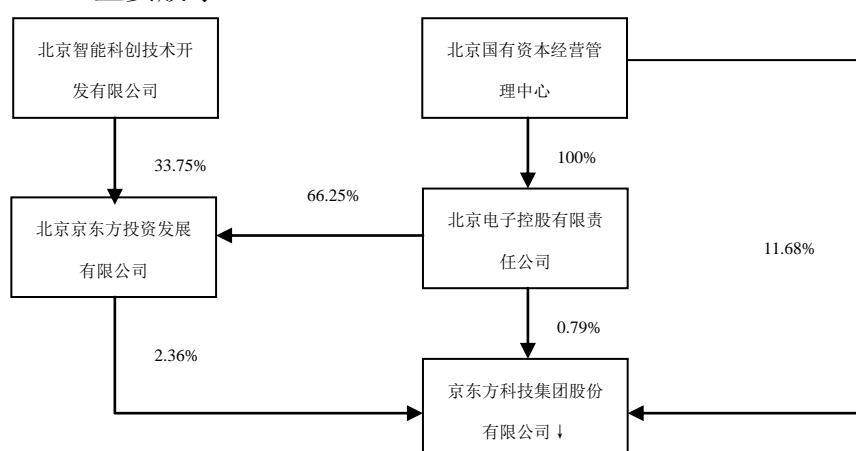 北京智能科创技术开
发有限公司
北京国有资本经营管
理中心
33.75%
100%
66.25%
北京京东方投资发展
有限公司
北京电子控股有限责
任公司
11.68%
2.36%
0.79%
京东方科技集团股份
有限公司↓